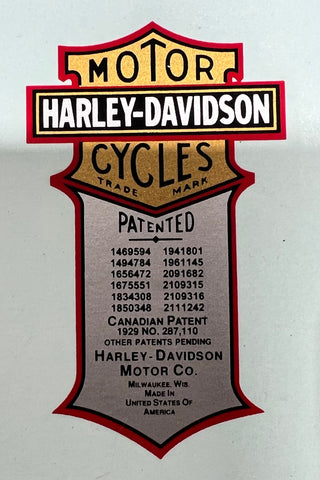 MOTOR
HARLEY-DAVIDSON
CYCLES
TRADE MARK
PATENTED
1469594 1941801
1494784 1961145
1656472 2091682
1675551 2109315
1834308 2109316
1850348 2111242
CANADIAN PATENT
1929 NO. 287,110
OTHER PATENTS PENDING
HARLEY-DAVIDSON
MOTOR CO.
MILWAUKEE, WIS.
MADE IN
UNITED STATES OF
AMERICA